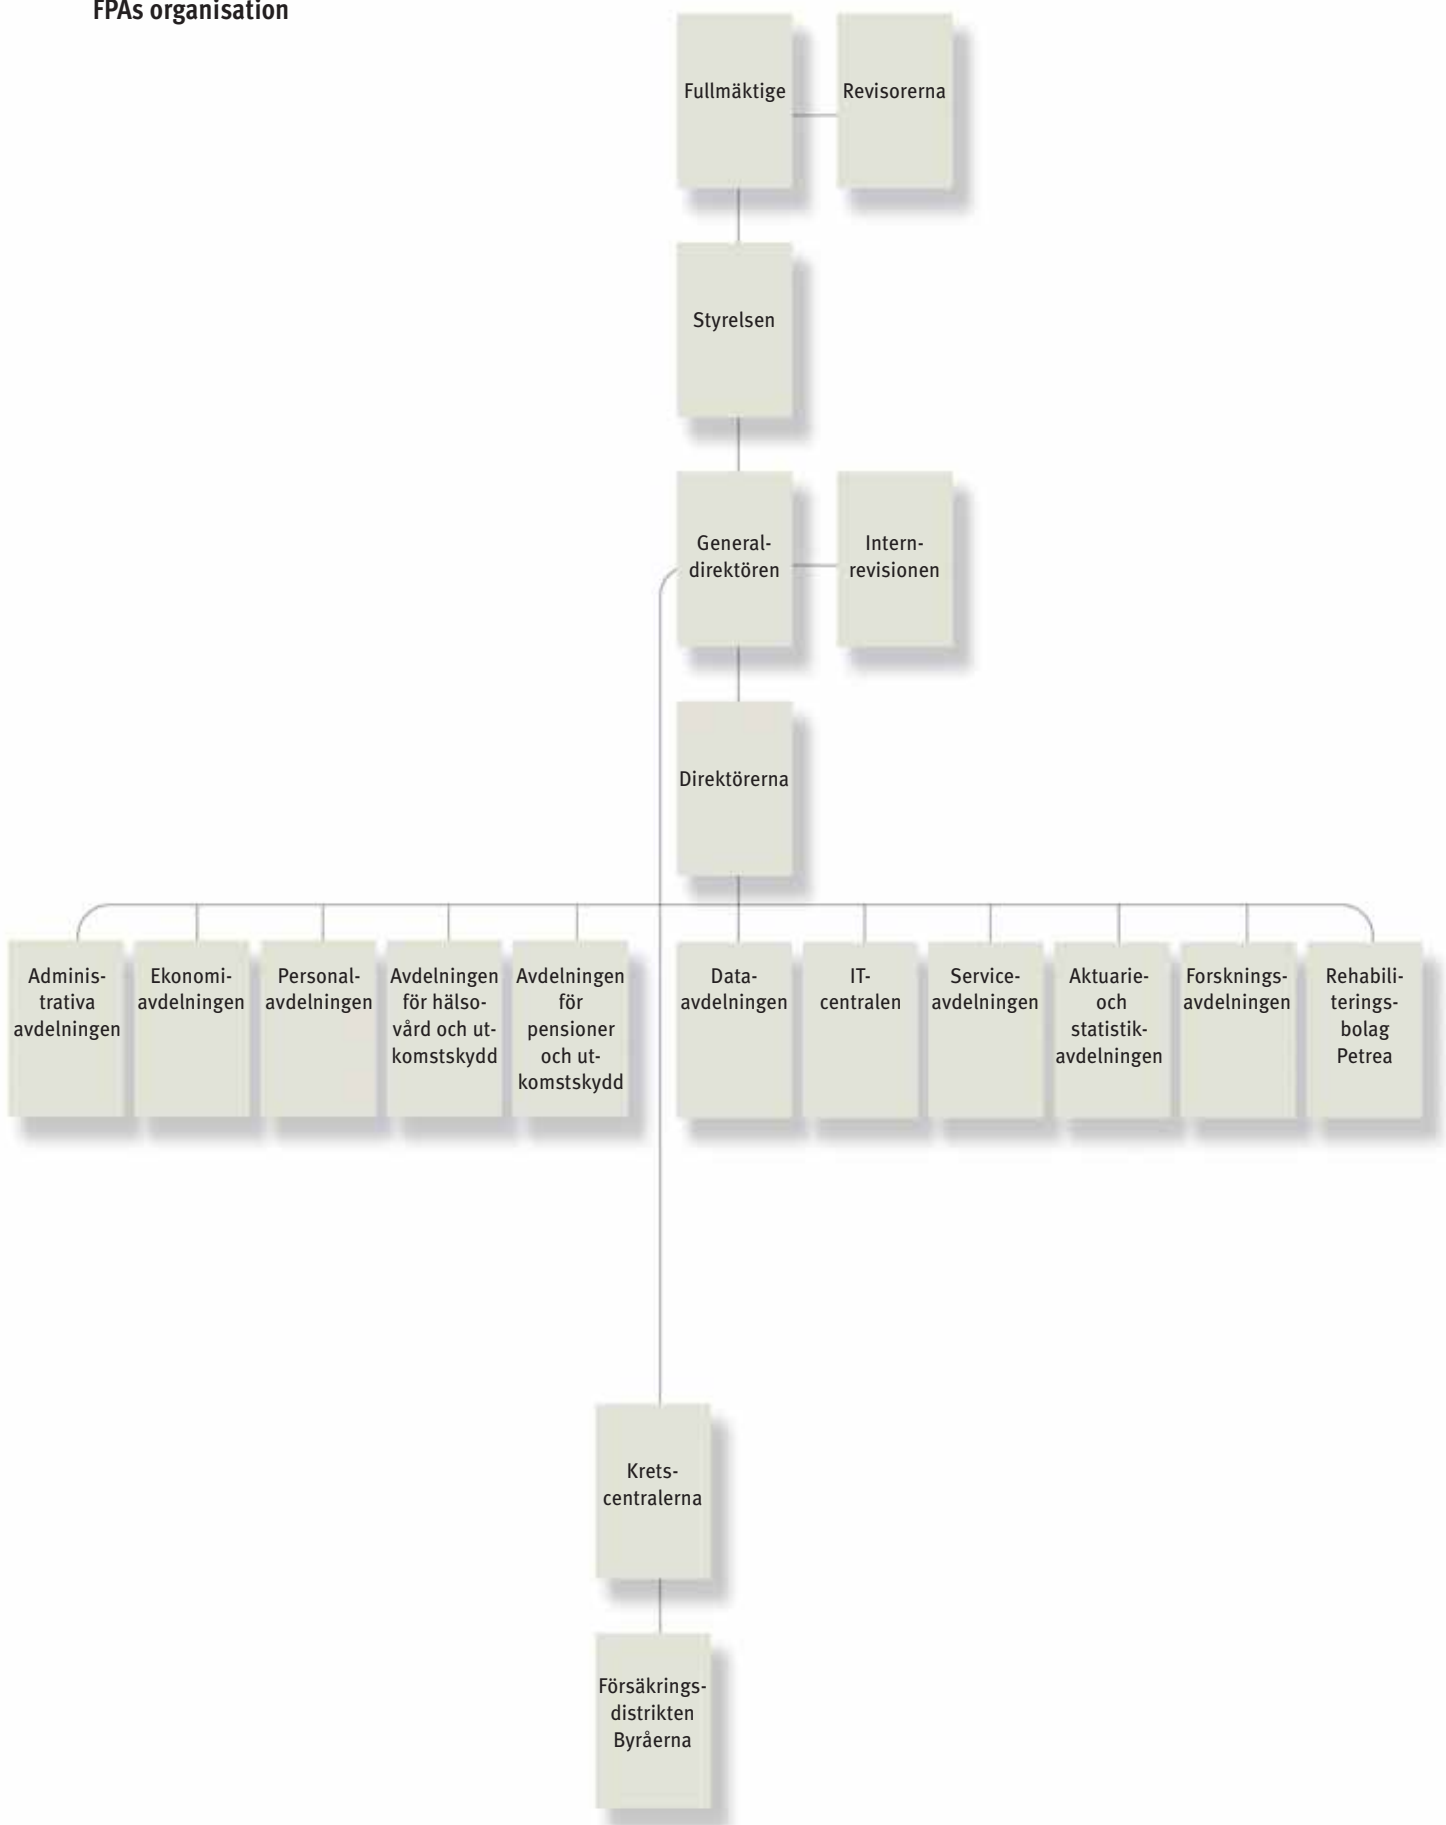 FPAs organisation
Fullmäktige
Revisorerna
Styrelsen
General-
direktören
Intern-
revisionen
Direktörerna
Adminis-
trativa
avdelningen
Ekonomi-
avdelningen
Personal-
avdelningen
Avdelningen
för hälso-
vård och ut-
komstskydd
Avdelningen
för
pensioner
och ut-
komstskydd
Data-
avdelningen
IT-
centralen
Service-
avdelningen
Aktuarie-
och
statistik-
avdelningen
Forsknings-
avdelningen
Rehabili-
terings-
bolag
Petrea
Krets-
centralerna
Försäkrings-
distrikten
Byråerna